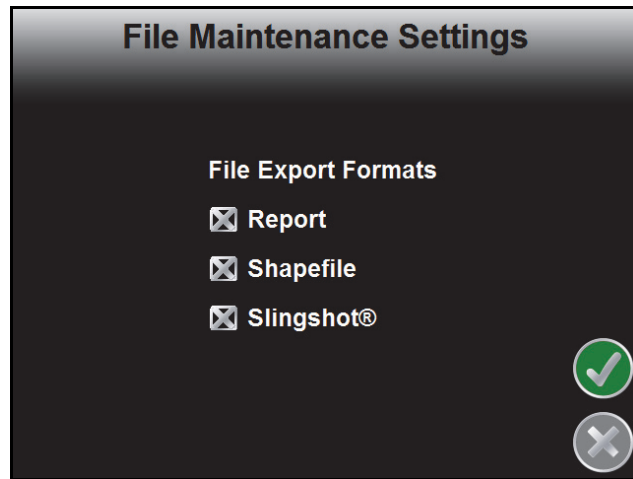 File Maintenance Settings
File Export Formats
Report
Shapefile
Slingshot®